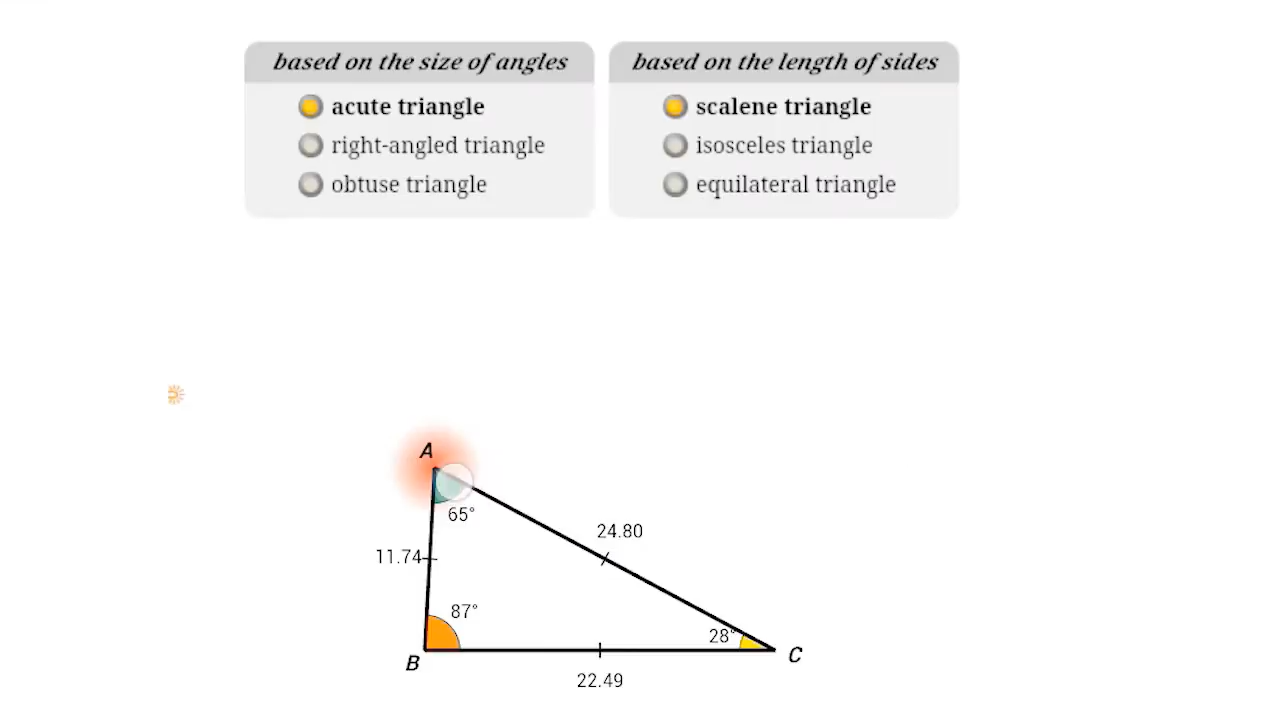 based on the size of angles
acute triangle
right-angled triangle
obtuse triangle
based on the length of sides
scalene triangle
isosceles triangle
equilateral triangle
A
65°
24.80
11.74
87°
28°
B
C
22.49